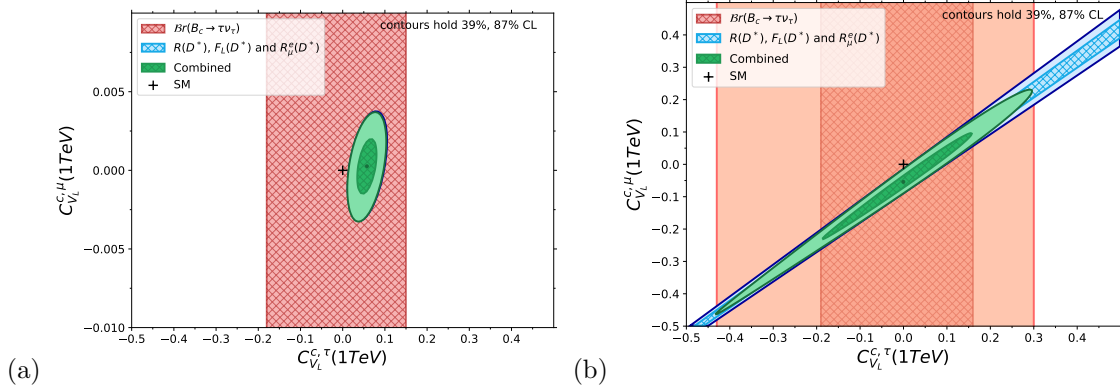 contours hold 39%, 87% CL
Br(B_c → τν_τ)
R(D*), F_L(D*) and R^e_μ(D*)
Combined
SM
0.005
0.000
−0.005
−0.010
C^{c,μ}_{V_L}(1TeV)
−0.4 −0.3 −0.2 −0.1 0.0 0.1 0.2 0.3 0.4
C^{c,τ}_{V_L}(1TeV)
(a)
contours hold 39%, 87% CL
Br(B_c → τν_τ)
R(D*), F_L(D*) and R^e_μ(D*)
Combined
SM
0.4
0.3
0.2
0.1
0.0
−0.1
−0.2
−0.3
−0.4
−0.5
C^{c,μ}_{V_L}(1TeV)
−0.5 −0.4 −0.3 −0.2 −0.1 0.0 0.1 0.2 0.3 0.4
C^{c,τ}_{V_L}(1TeV)
(b)